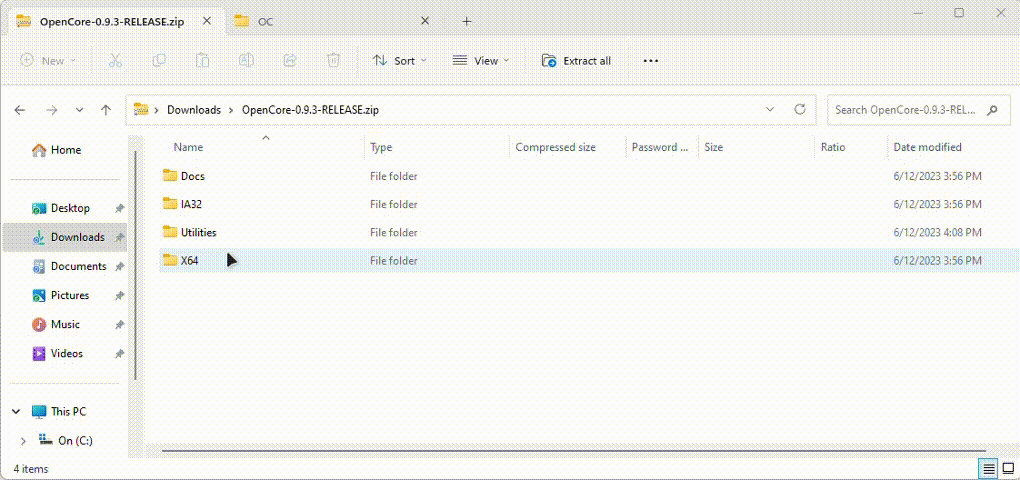 OpenCore-0.9.3-RELEASE.zip
OC
New
Sort
View
Extract all
Downloads
OpenCore-0.9.3-RELEASE.zip
Search OpenCore-0.9.3-REL...
Home
Desktop
Downloads
Documents
Pictures
Music
Videos
This PC
On (C:)
Name Type Compressed size Password ... Size Ratio Date modified
Docs File folder 6/12/2023 3:56 PM
IA32 File folder 6/12/2023 3:56 PM
Utilities File folder 6/12/2023 4:08 PM
X64 File folder 6/12/2023 3:56 PM
4 items